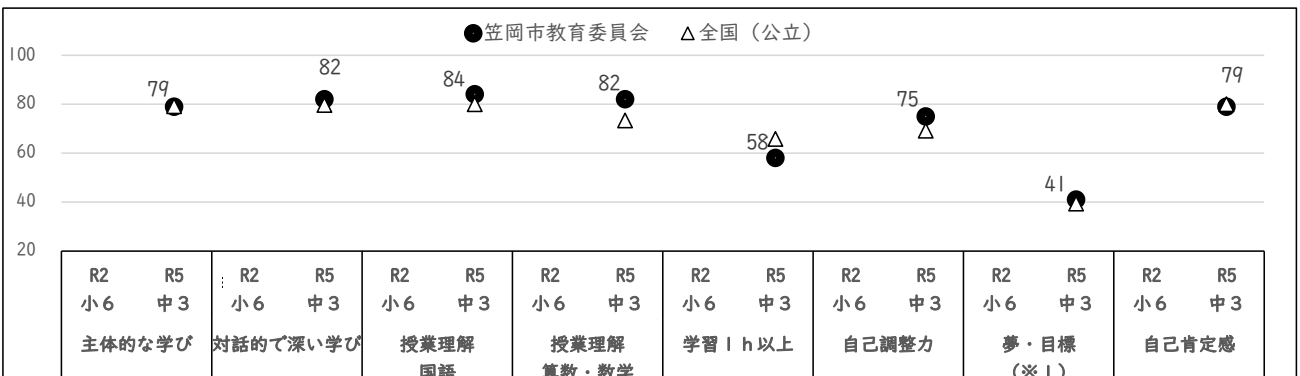 ●笠岡市教育委員会 △全国（公立）
100
80
60
40
20
79
82
84
82
58
75
41
79
R2 R5 R2 R5 R2 R5 R2 R5 R2 R5 R2 R5 R2 R5 R2 R5
小6 中3 小6 中3 小6 中3 小6 中3 小6 中3 小6 中3 小6 中3 小6 中3
主体的な学び 対話的で深い学び 授業理解 授業理解 学習1h以上 自己調整力 夢・目標 自己肯定感
国語 算数・数学 （※1）